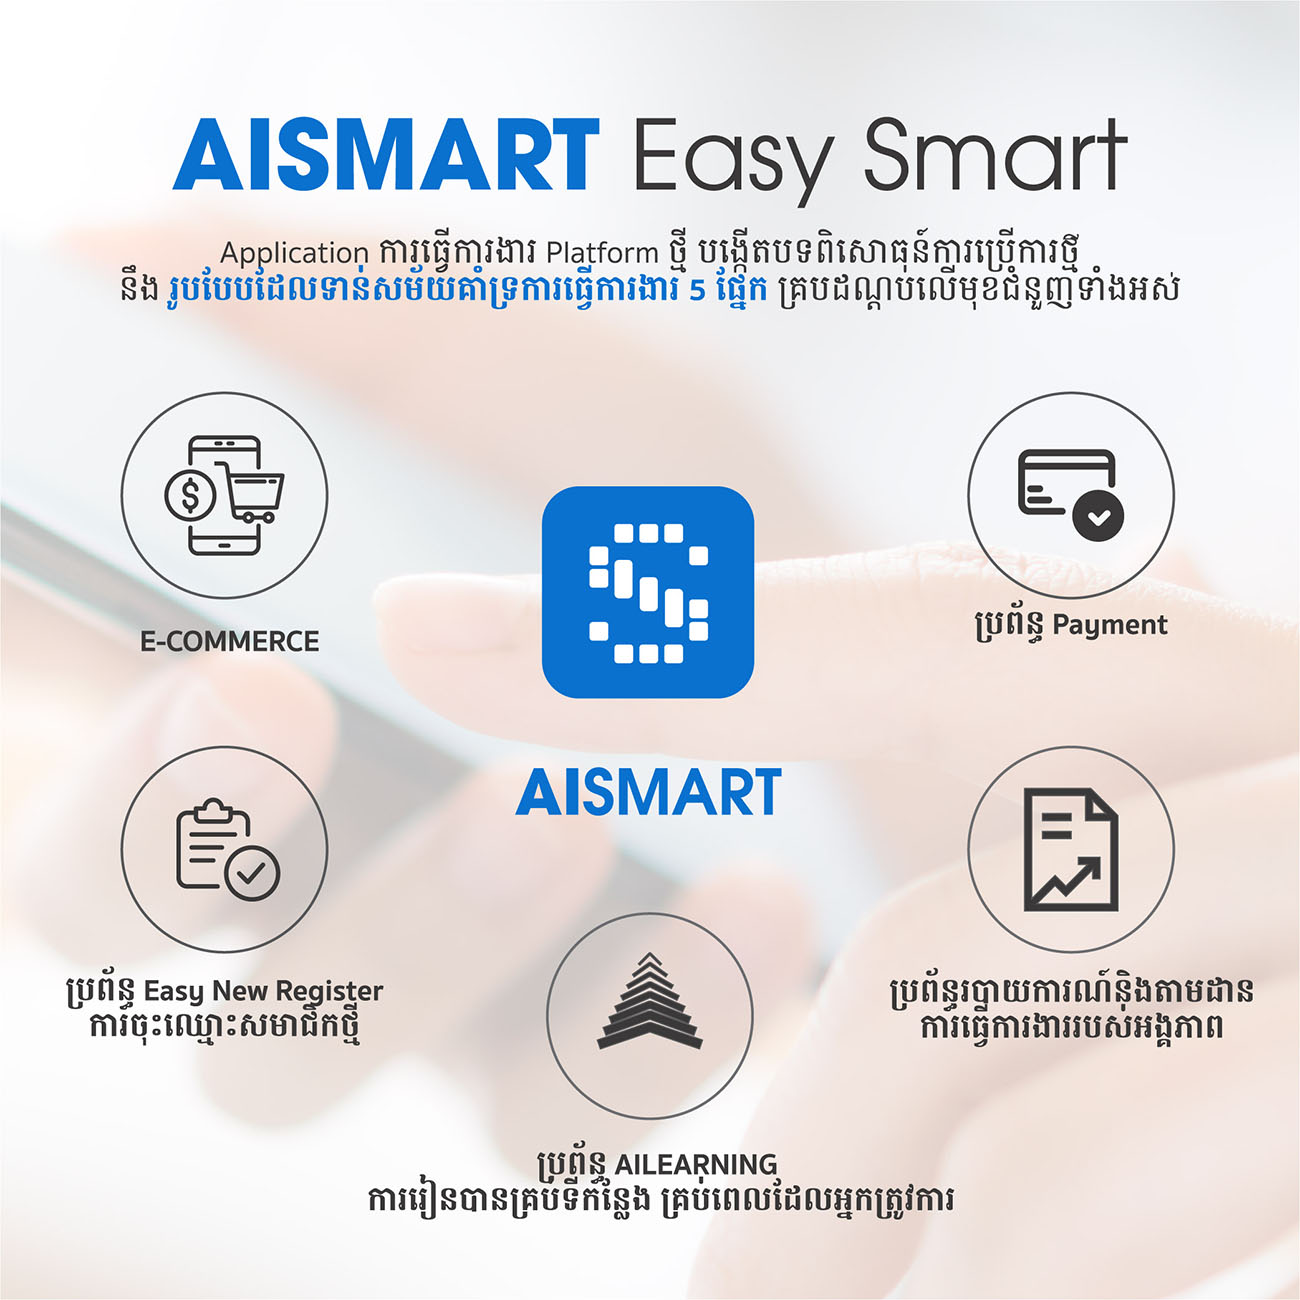 AISMART Easy Smart
Application ការធ្វើការងារ Platform ថ្មី បង្កើតបទពិសោធន៍ការប្រើការថ្មី
នឹង រូបបែបដែលទាន់សម័យគាំទ្រការធ្វើការងារ 5 ផ្នែក គ្របដណ្តប់លើមុខជំនួញទាំងអស់
E-COMMERCE
ប្រព័ន្ធ Payment
AISMART
ប្រព័ន្ធ Easy New Register
ការចុះឈ្មោះសមាជឹកថ្មី
ប្រព័ន្ធរបាយការណ៍និងតាមដាន
ការធ្វើការងាររបស់អង្គភាព
ប្រព័ន្ធ AILEARNING
ការរៀនបានគ្រប់ទីកន្លែង គ្រប់ពេលដែលអ្នកត្រូវការ